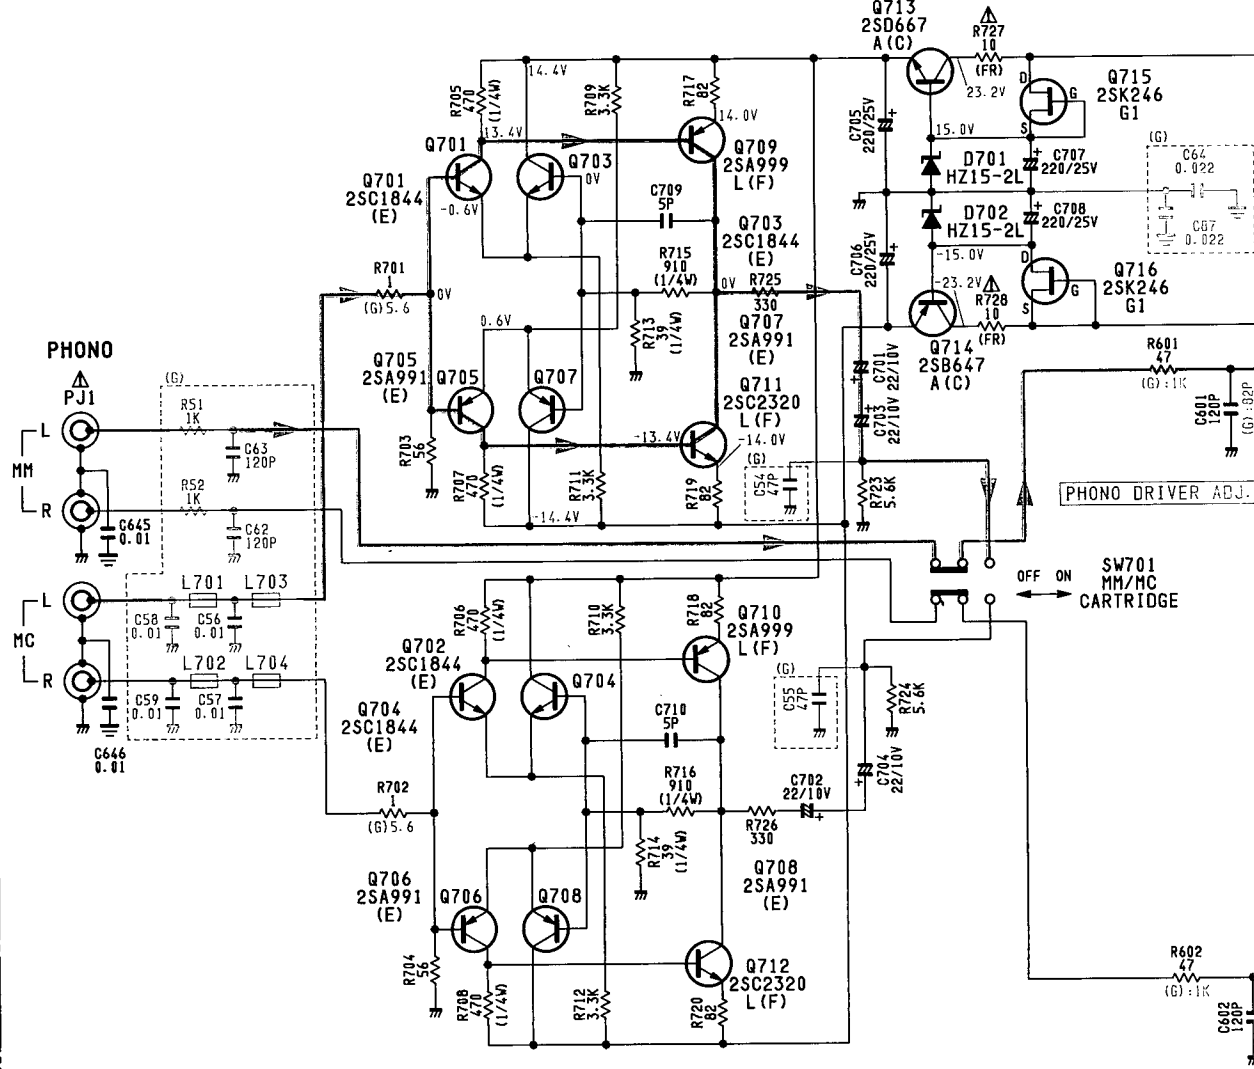 Q713
2SD667
A(C)
R727
10
(FR)
23.2V
Q715
2SK246
G1
D
G
S
14.4V
R705
470
(1/4W)
R709
3.3K
R717
82
14.0V
13.4V
Q701
Q701
2SC1844
(E)
-0.6V
Q703
0V
Q709
2SA999
L(F)
C709
5P
C705
220/25V
15.0V
D701
HZ15-2L
C707
220/25V
(G)
C64
0.022
C87
0.022
D702
HZ15-2L
C708
220/25V
-15.0V
C706
220/25V
Q703
2SC1844
(E)
R715
910
(1/4W)
R701
1
(G)5.6
0V
0V
R725
330
-23.2V
R728
10
(FR)
D
G
S
Q716
2SK246
G1
0.6V
R713
39
(1/4W)
Q707
2SA991
(E)
Q714
2SB647
A(C)
C701
22/10V
C703
22/10V
R601
47
(G):1K
C601
120P
(G):82P
PHONO
PJ1
(G)
R51
1K
C63
120P
L
MM
R
R52
1K
C62
120P
C645
0.01
Q705
2SA991
(E)
Q705
Q707
Q711
2SC2320
L(F)
-13.4V
-14.0V
R703
56
R707
470
(1/4W)
R711
3.3K
R719
82
-14.4V
(G)
C54
47P
R723
5.6K
PHONO DRIVER ADJ.
L
MC
R
L701
L703
C58
0.01
C56
0.01
L702
L704
C59
0.01
C57
0.01
C646
0.01
OFF ON
SW701
MM/MC
CARTRIDGE
R706
470
(1/4W)
R710
3.3K
R718
82
Q710
2SA999
L(F)
Q702
2SC1844
(E)
Q704
2SC1844
(E)
Q704
C710
5P
(G)
C55
47P
R724
5.6K
C704
22/10V
R702
1
(G)5.6
R716
910
(1/4W)
C702
22/10V
R726
330
R714
39
(1/4W)
Q708
2SA991
(E)
Q706
2SA991
(E)
Q706
Q708
R704
56
R708
470
(1/4W)
R712
3.3K
R720
82
Q712
2SC2320
L(F)
R602
47
(G):1K
C602
120P